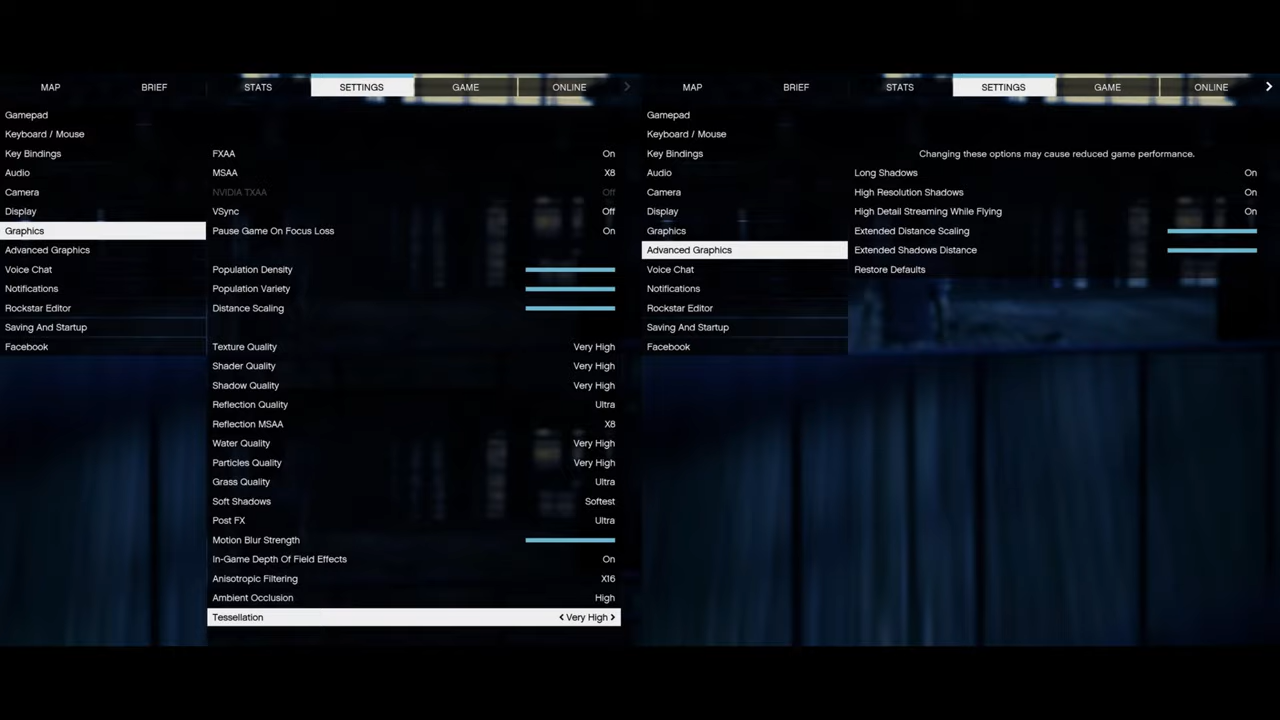 MAP BRIEF STATS SETTINGS GAME ONLINE
Gamepad
Keyboard / Mouse
Key Bindings
Audio
Camera
Display
Graphics
Advanced Graphics
Voice Chat
Notifications
Rockstar Editor
Saving And Startup
Facebook
FXAA On
MSAA X8
NVIDIA TXAA Off
VSync Off
Pause Game On Focus Loss On
Population Density
Population Variety
Distance Scaling
Texture Quality Very High
Shader Quality Very High
Shadow Quality Very High
Reflection Quality Ultra
Reflection MSAA X8
Water Quality Very High
Particles Quality Very High
Grass Quality Ultra
Soft Shadows Softest
Post FX Ultra
Motion Blur Strength
In-Game Depth Of Field Effects On
Anisotropic Filtering X16
Ambient Occlusion High
Tessellation < Very High >
MAP BRIEF STATS SETTINGS GAME ONLINE >
Gamepad
Keyboard / Mouse
Key Bindings
Audio
Camera
Display
Graphics
Advanced Graphics
Voice Chat
Notifications
Rockstar Editor
Saving And Startup
Facebook
Changing these options may cause reduced game performance.
Long Shadows On
High Resolution Shadows On
High Detail Streaming While Flying On
Extended Distance Scaling
Extended Shadows Distance
Restore Defaults